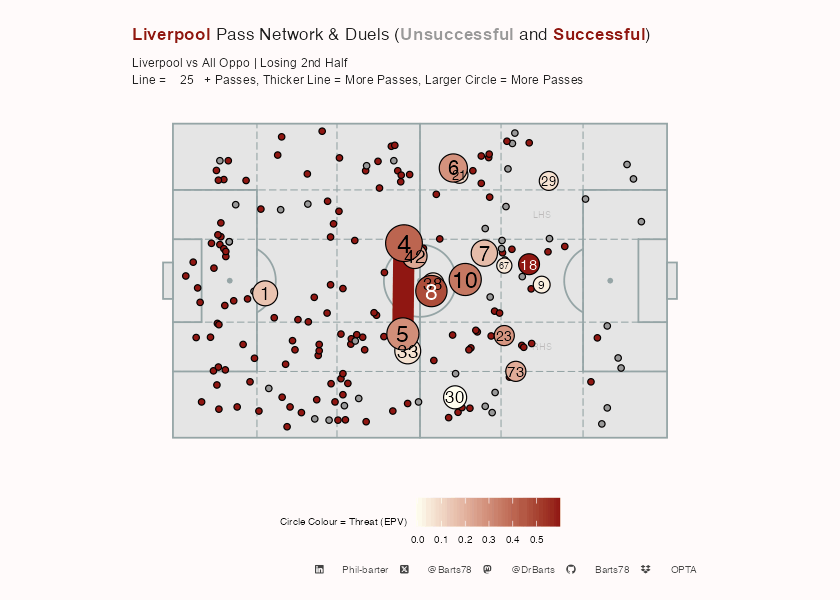 Liverpool Pass Network & Duels (Unsuccessful and Successful)
Liverpool vs All Oppo | Losing 2nd Half
Line = 25 + Passes, Thicker Line = More Passes, Larger Circle = More Passes
6
21
29
LHS
4
42
7
67
18
1
38
8
10
9
5
33
23
RHS
73
30
Circle Colour = Threat (EPV)
0.0 0.1 0.2 0.3 0.4 0.5
Phil-barter @Barts78 @DrBarts Barts78 OPTA